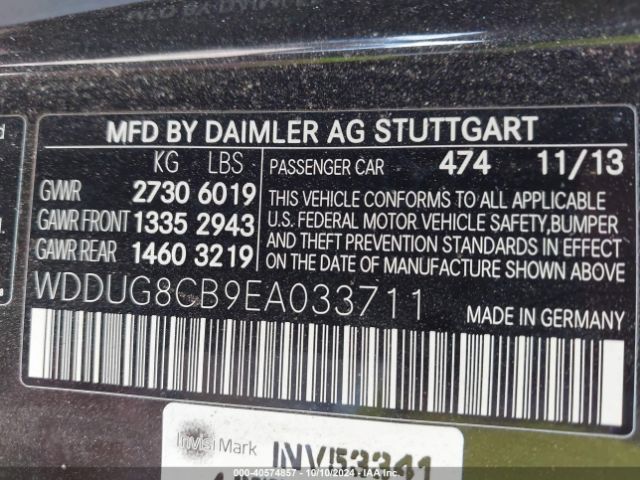 MFD BY DAIMLER AG STUTTGART
KG LBS
GVWR 2730 6019
GAWR FRONT 1335 2943
GAWR REAR 1460 3219
PASSENGER CAR 474 11/13
THIS VEHICLE CONFORMS TO ALL APPLICABLE
U.S. FEDERAL MOTOR VEHICLE SAFETY, BUMPER
AND THEFT PREVENTION STANDARDS IN EFFECT
ON THE DATE OF MANUFACTURE SHOWN ABOVE
WDDUG8CB9EA033711
MADE IN GERMANY
InvisiMark
INV53341
40574857 - 10/10/2024 - IAA Inc.